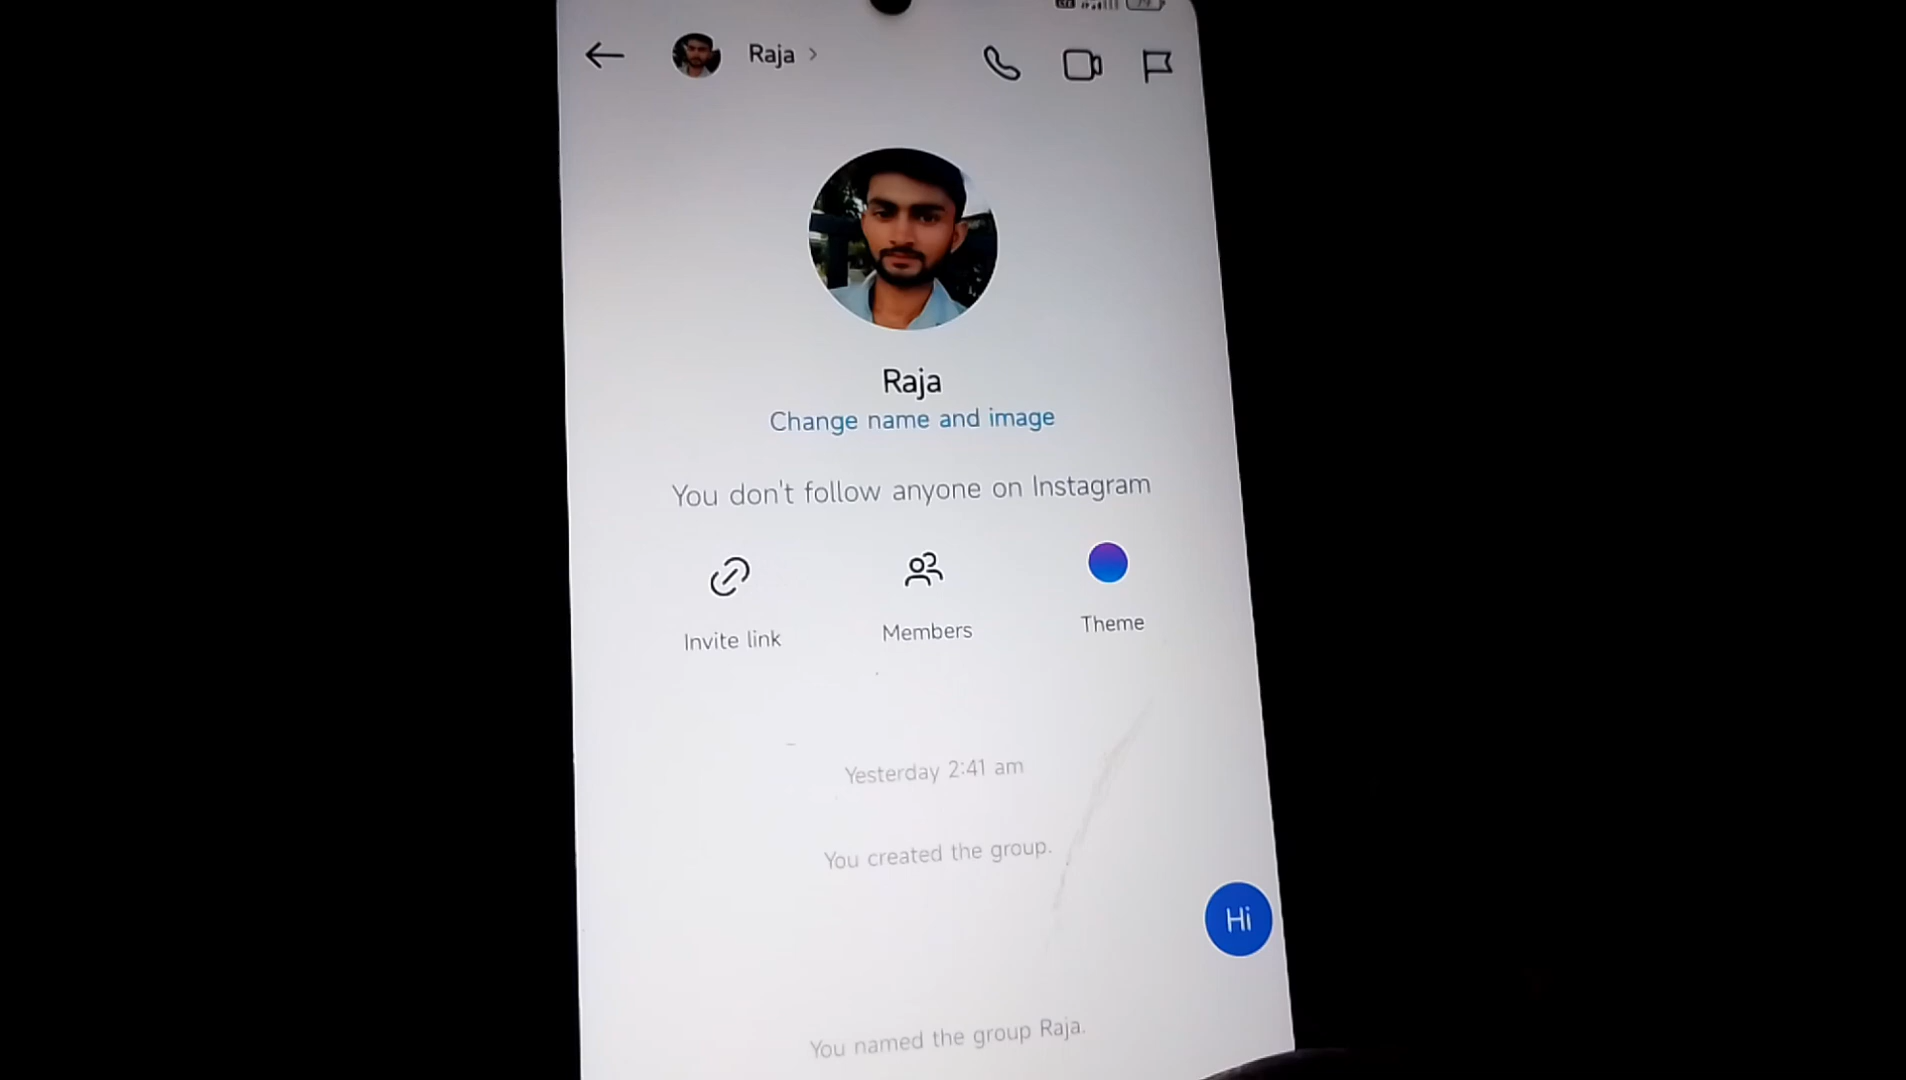 Raja
Raja
Change name and image
You don't follow anyone on Instagram
Invite link
Members
Theme
Yesterday 2:41 am
You created the group.
Hi
You named the group Raja.